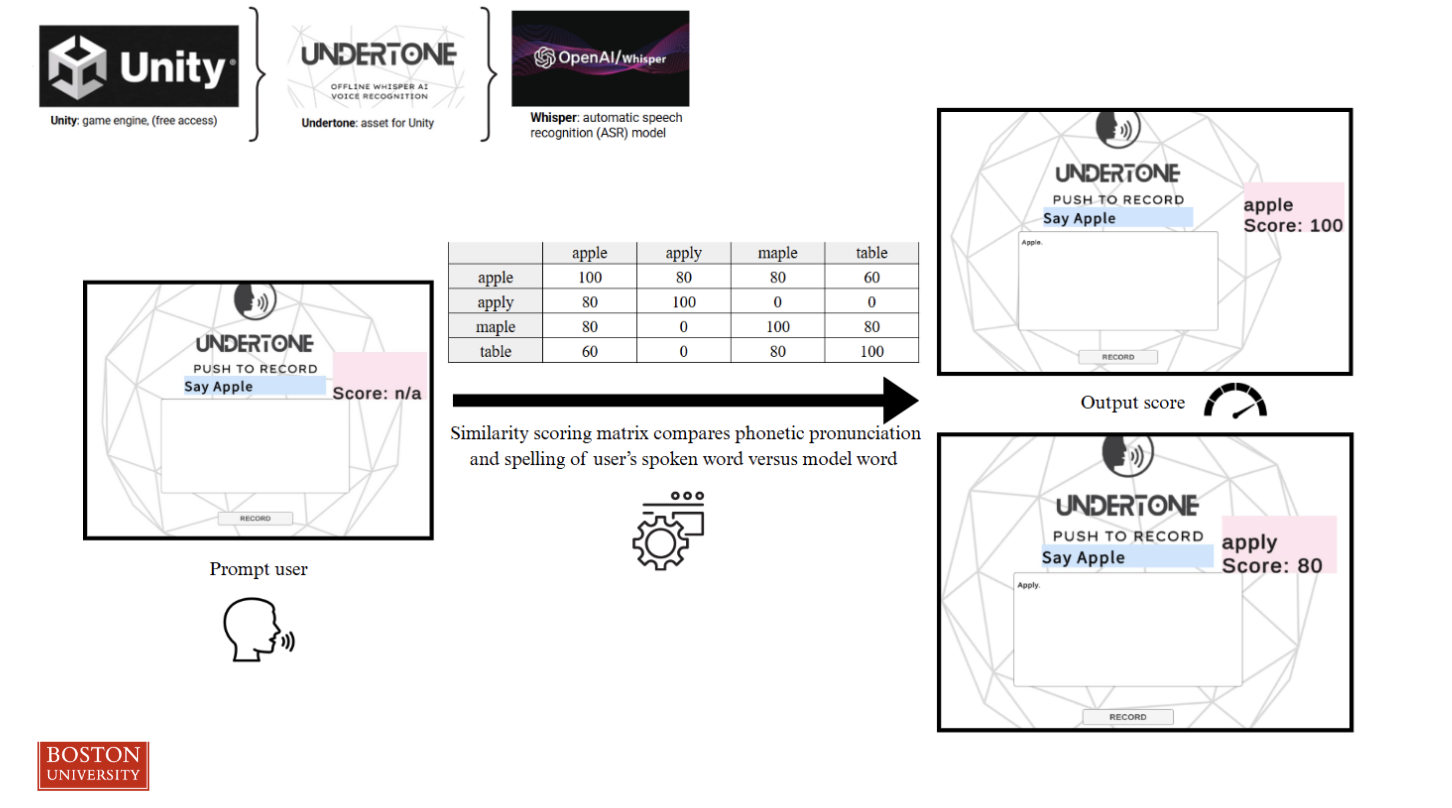 Unity
UNDERTONE
OFFLINE WHISPER AI
VOICE RECOGNITION
OpenAI/Whisper
Unity: game engine, (free access)
Undertone: asset for Unity
Whisper: automatic speech
recognition (ASR) model
UNDERTONE
PUSH TO RECORD
Say Apple
Score: n/a
RECORD
Prompt user
apple apply maple table
apple 100 80 80 60
apply 80 100 0 0
maple 80 0 100 80
table 60 0 80 100
Similarity scoring matrix compares phonetic pronunciation
and spelling of user's spoken word versus model word
UNDERTONE
PUSH TO RECORD
Say Apple
apple
Score: 100
Apple.
RECORD
Output score
UNDERTONE
PUSH TO RECORD
Say Apple
apply
Score: 80
Apply.
RECORD
BOSTON
UNIVERSITY